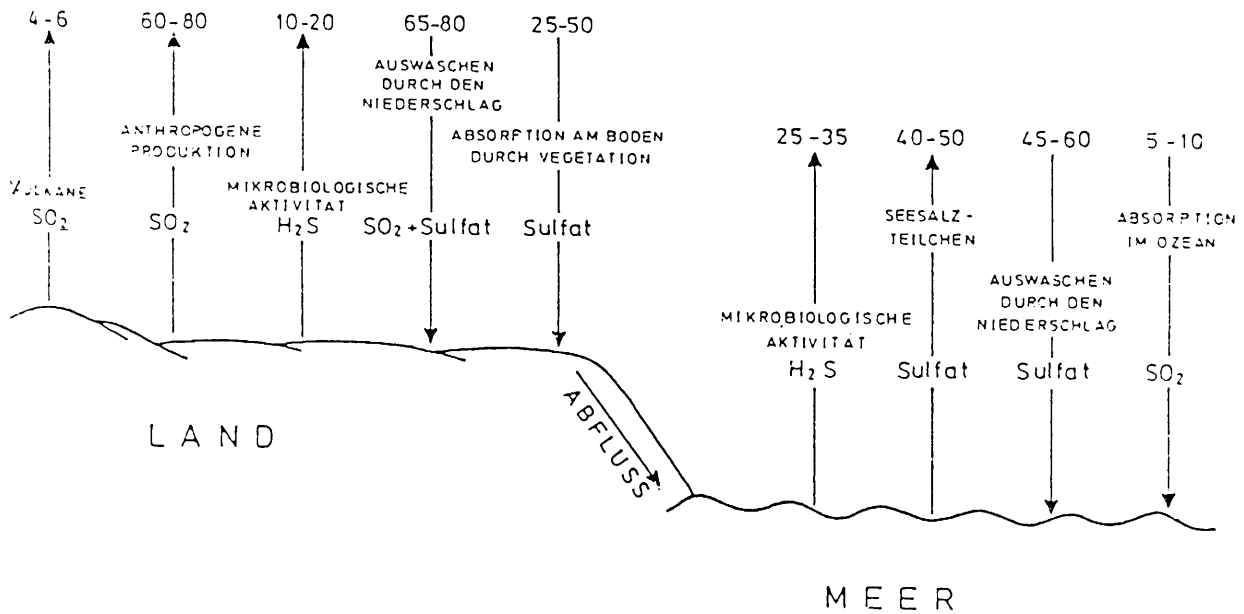 4-6
60-80
10-20
65-80
25-50
AUSWASCHEN
DURCH DEN
NIEDERSCHLAG
ANTHROPOGENE
PRODUKTION
ABSORPTION AM BODEN
DURCH VEGETATION
VULKANE
SO₂
SO₂
MIKROBIOLOGISCHE
AKTIVITÄT
H₂S
SO₂+Sulfat
Sulfat
25-35
40-50
45-60
5-10
SEESALZ-
TEILCHEN
ABSORPTION
IM OZEAN
AUSWASCHEN
DURCH DEN
NIEDERSCHLAG
MIKROBIOLOGISCHE
AKTIVITÄT
H₂S
Sulfat
Sulfat
SO₂
ABFLUSS
LAND
MEER